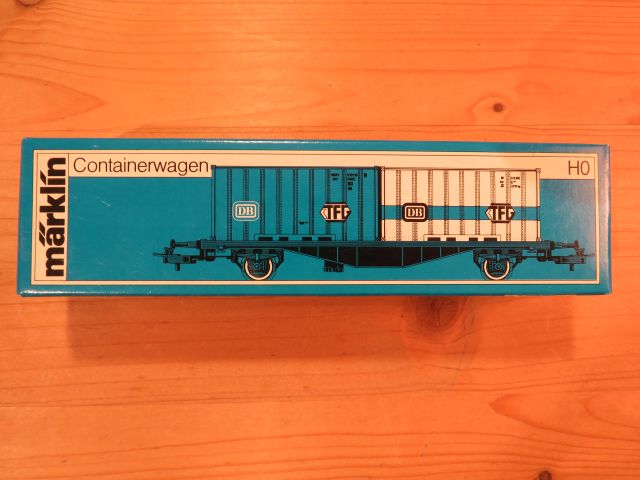 märklin
Containerwagen
H0
DB
TFG
DB
TFG